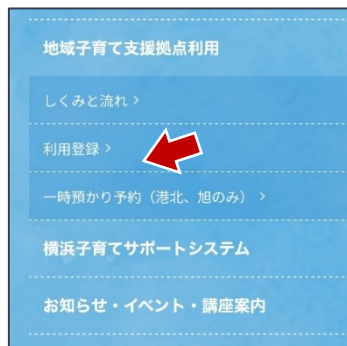 地域子育て支援拠点利用
しくみと流れ >
利用登録 >
一時預かり予約（港北、旭のみ） >
横浜子育てサポートシステム
お知らせ・イベント・講座案内